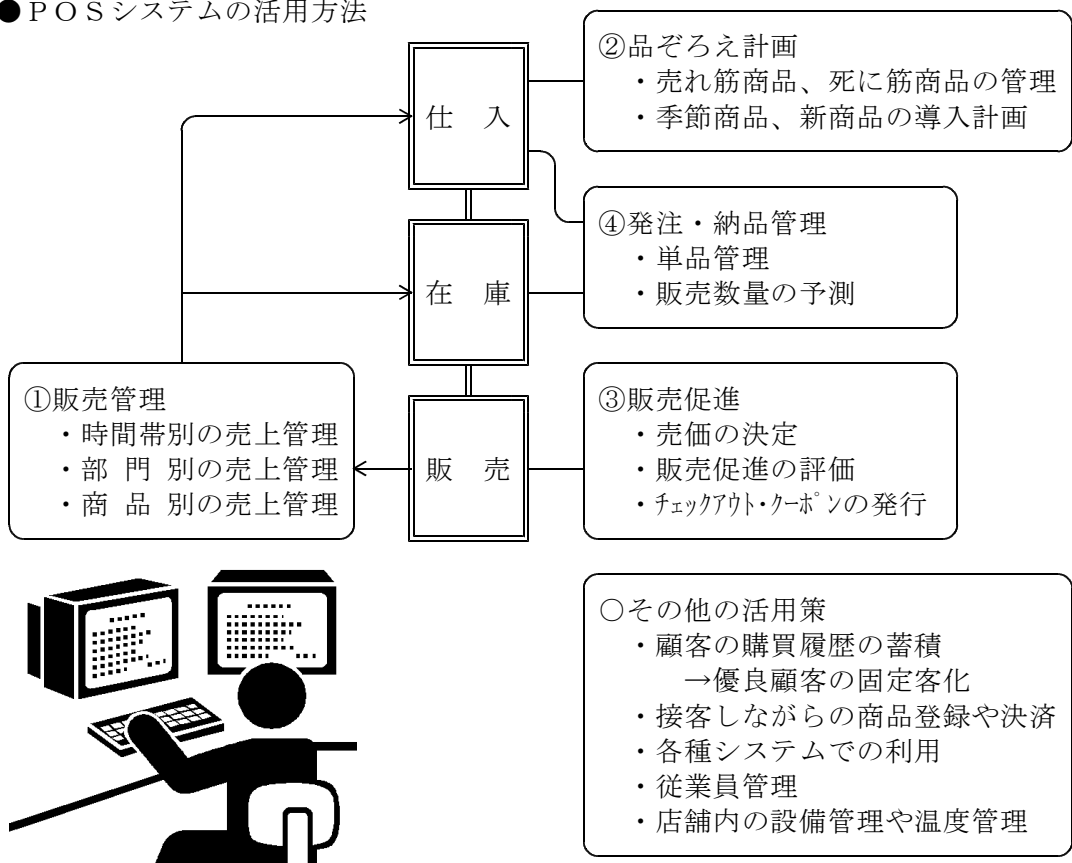 ●ＰＯＳシステムの活用方法
仕　入
在　庫
販　売
①販売管理
・時間帯別の売上管理
・部 門 別の売上管理
・商 品 別の売上管理
②品ぞろえ計画
・売れ筋商品、死に筋商品の管理
・季節商品、新商品の導入計画
④発注・納品管理
・単品管理
・販売数量の予測
③販売促進
・売価の決定
・販売促進の評価
・ﾁｪｯｸｱｳﾄ・ｸｰﾎﾟﾝの発行
○その他の活用策
・顧客の購買履歴の蓄積
→優良顧客の固定客化
・接客しながらの商品登録や決済
・各種システムでの利用
・従業員管理
・店舗内の設備管理や温度管理